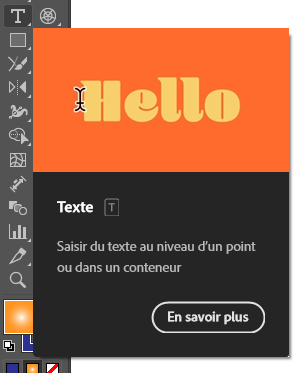 T
Hello
Texte T
Saisir du texte au niveau d'un point
ou dans un conteneur
En savoir plus